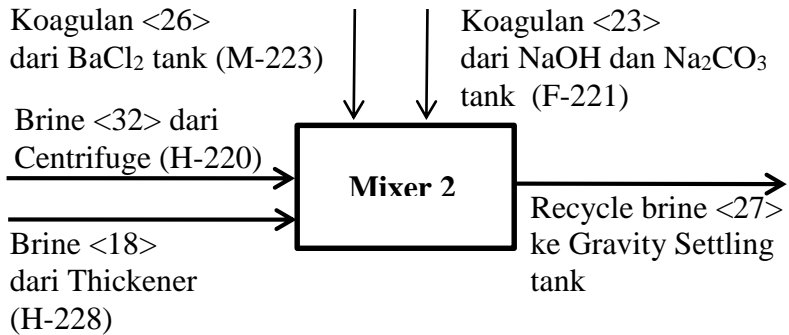 Koagulan <26>
dari BaCl₂ tank (M-223)
Koagulan <23>
dari NaOH dan Na₂CO₃
tank (F-221)
Brine <32> dari
Centrifuge (H-220)
Mixer 2
Brine <18>
dari Thickener
(H-228)
Recycle brine <27>
ke Gravity Settling
tank